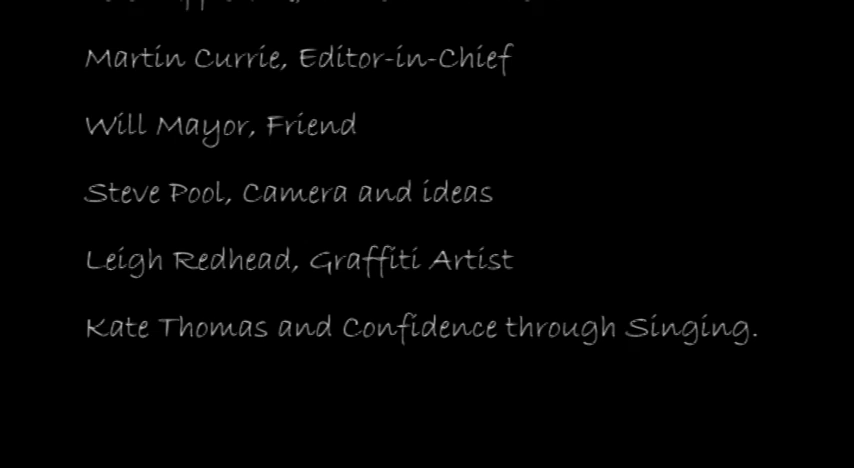 Martin Currie, Editor-in-Chief
Will Mayor, Friend
Steve Pool, Camera and ideas
Leigh Redhead, Graffiti Artist
Kate Thomas and Confidence through Singing.